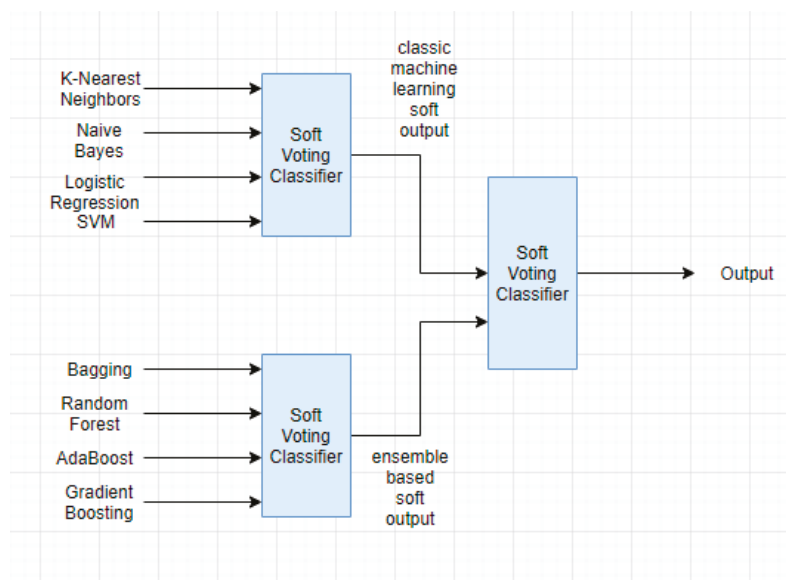 K-Nearest
Neighbors
Naive
Bayes
Logistic
Regression
SVM
Soft
Voting
Classifier
classic
machine
learning
soft
output
Soft
Voting
Classifier
Output
Bagging
Random
Forest
AdaBoost
Gradient
Boosting
Soft
Voting
Classifier
ensemble
based
soft
output